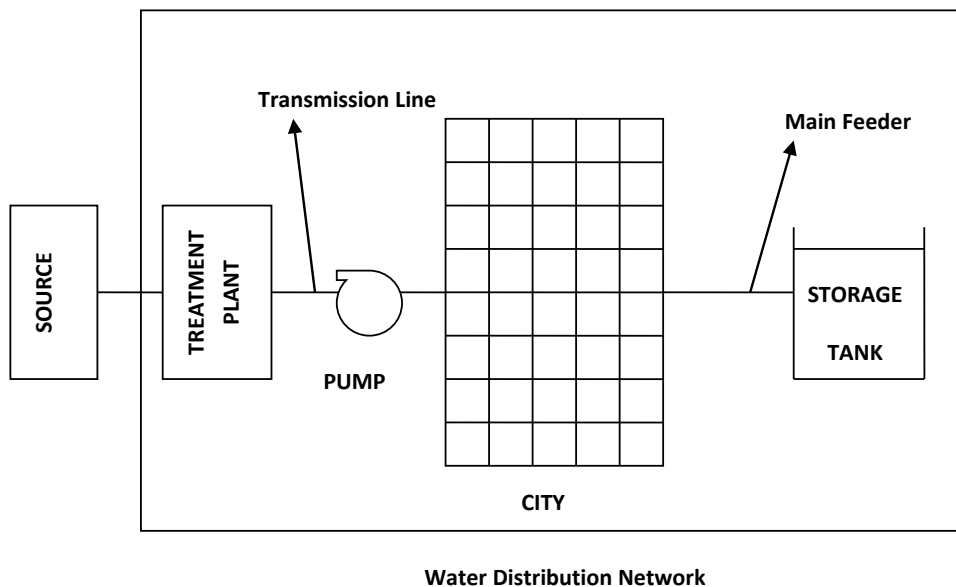 Transmission Line
Main Feeder
SOURCE
TREATMENT
PLANT
STORAGE
TANK
PUMP
CITY
Water Distribution Network